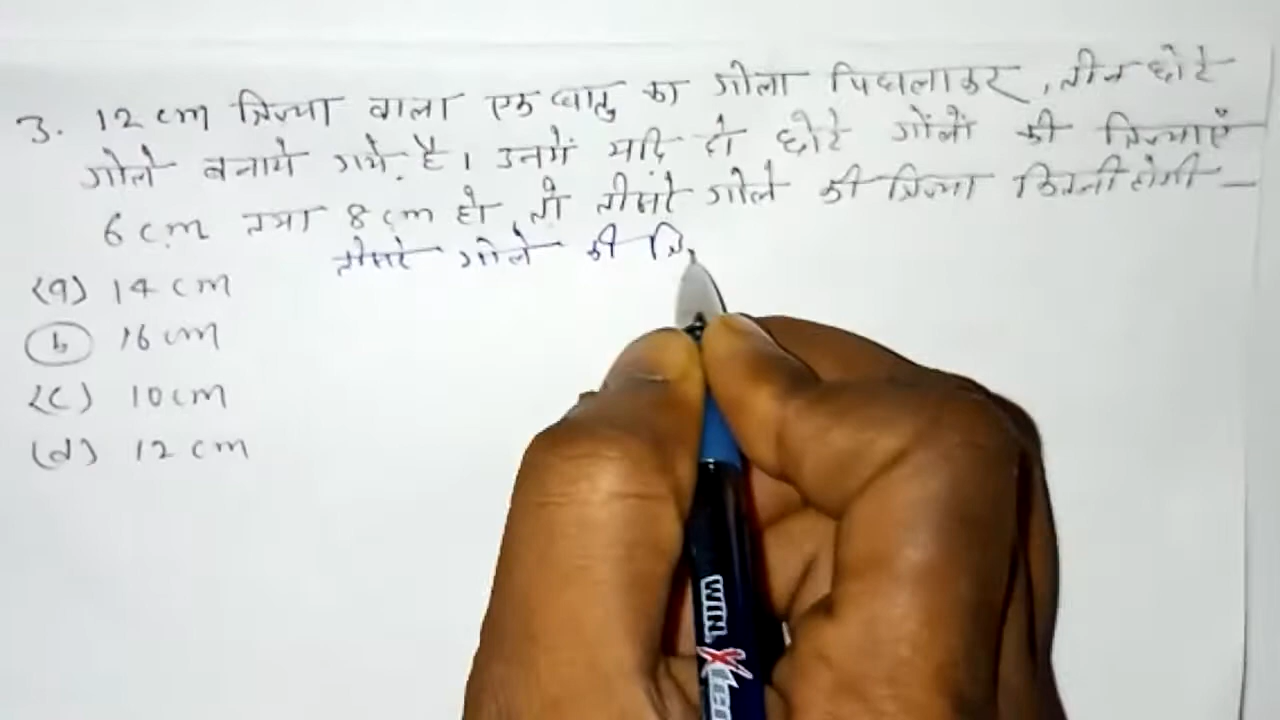 3. 12 cm त्रिज्या वाला एक धातु का गोला पिघलाकर, तीन छोटे
गोले बनाये गये है। उनमें यदि दो छोटे गोंलों की त्रिज्याएँ
6 cm तथा 8 cm हो, तो तीसरे गोले की त्रिज्या कितनी होगी –
तीसरे गोले की त्रि
(a) 14 cm
(b) 16 cm
(c) 10 cm
(d) 12 cm
WIN